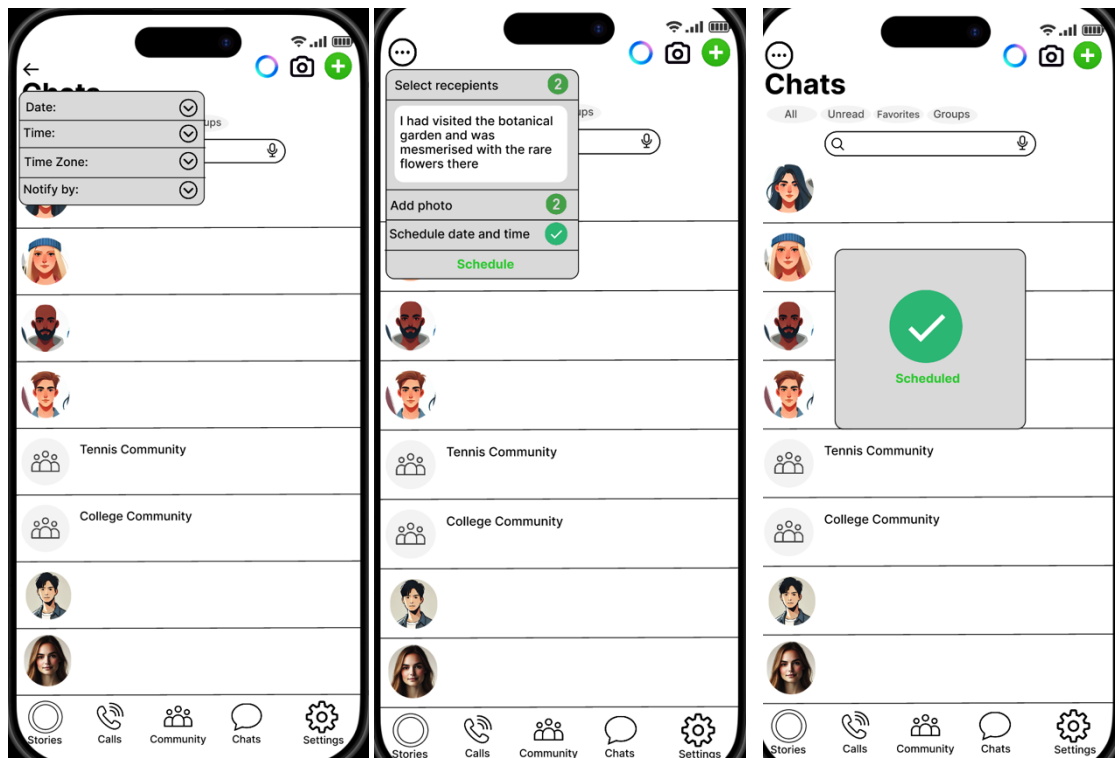 Chats
Date:
Time:
ups
Time Zone:
Notify by:
Tennis Community
College Community
Stories
Calls
Community
Chats
Settings
Select recepients
2
ups
I had visited the botanical
garden and was
mesmerised with the rare
flowers there
Add photo
2
Schedule date and time
Schedule
Tennis Community
College Community
Stories
Calls
Community
Chats
Settings
Chats
All
Unread
Favorites
Groups
Scheduled
Tennis Community
College Community
Stories
Calls
Community
Chats
Settings